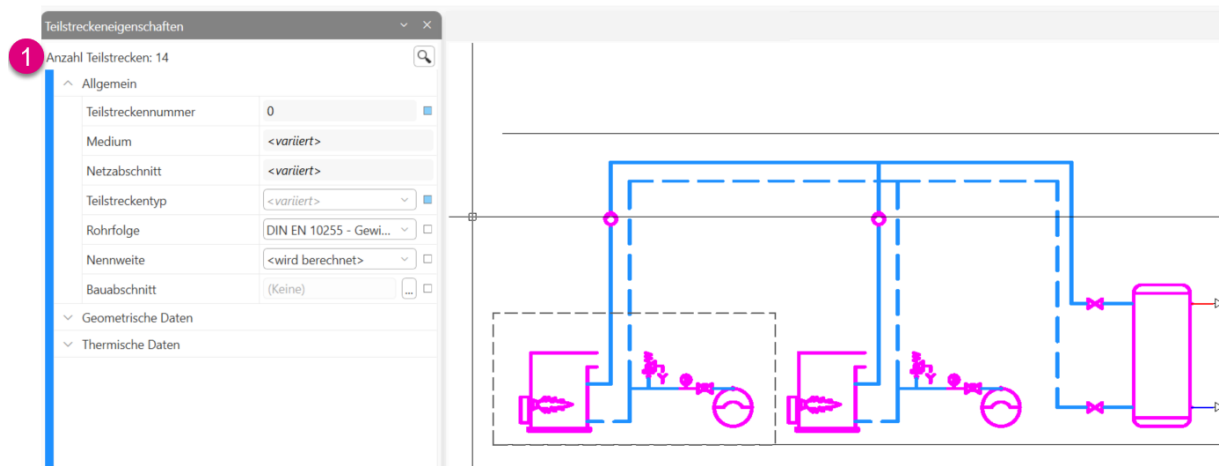 Teilstreckeneigenschaften
1
Anzahl Teilstrecken: 14
Allgemein
Teilstreckennummer 0
Medium <variiert>
Netzabschnitt <variiert>
Teilstreckentyp <variiert>
Rohrfolge DIN EN 10255 - Gewi...
Nennweite <wird berechnet>
Bauabschnitt (Keine) ...
Geometrische Daten
Thermische Daten